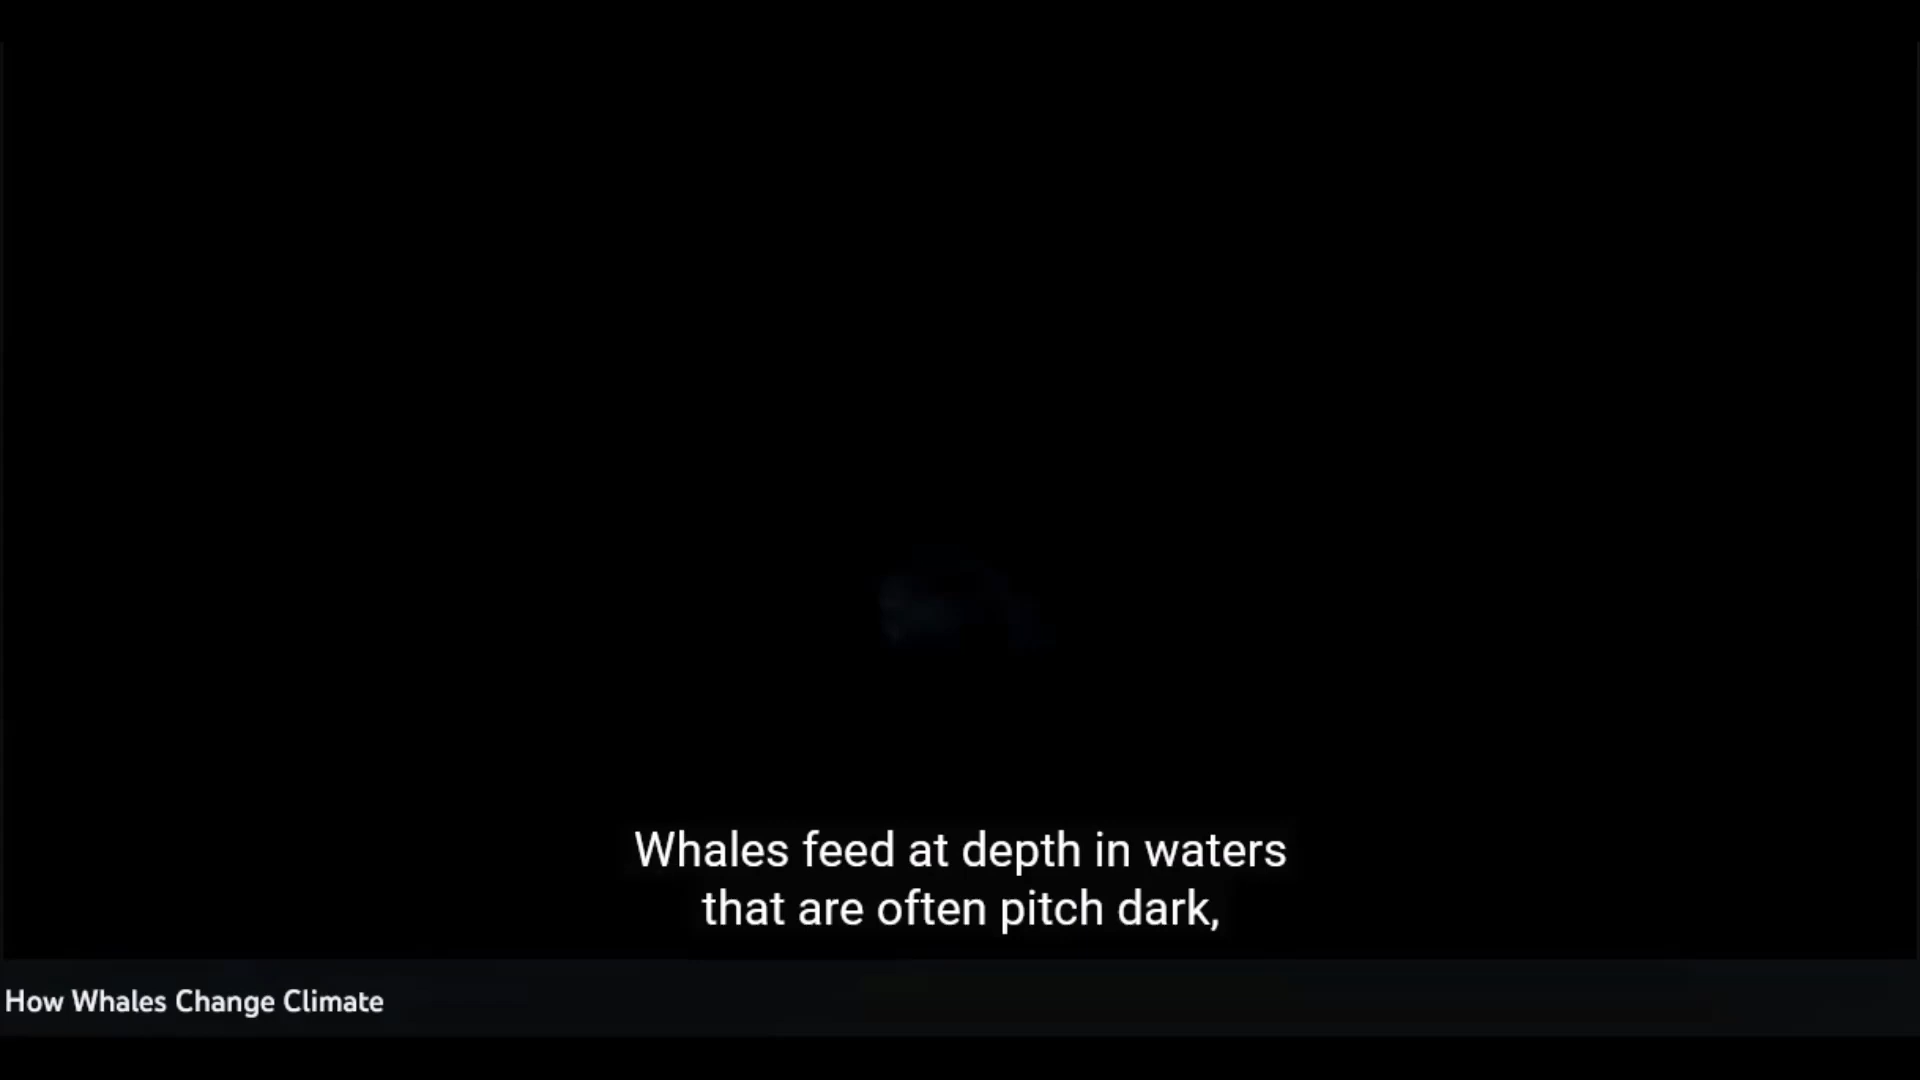 Whales feed at depth in waters
that are often pitch dark,
How Whales Change Climate